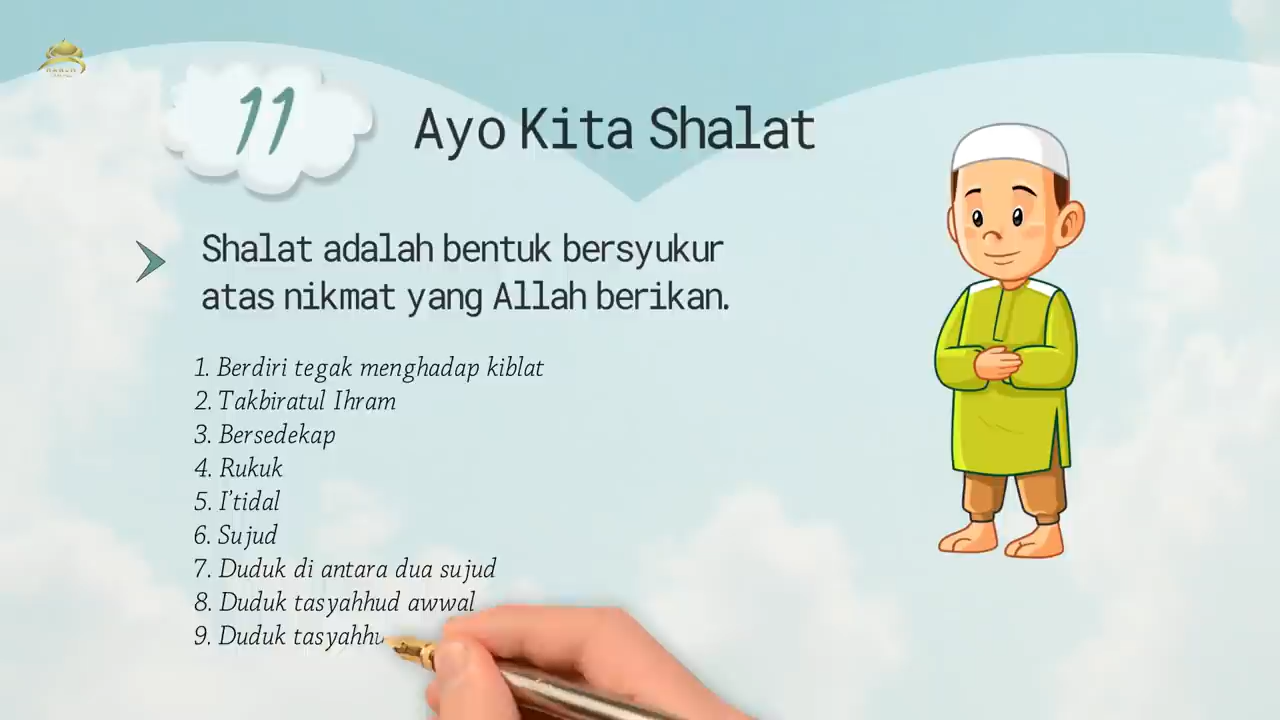 11
Ayo Kita Shalat
Shalat adalah bentuk bersyukur
atas nikmat yang Allah berikan.
1. Berdiri tegak menghadap kiblat
2. Takbiratul Ihram
3. Bersedekap
4. Rukuk
5. I'tidal
6. Sujud
7. Duduk di antara dua sujud
8. Duduk tasyahhud awwal
9. Duduk tasyahhu